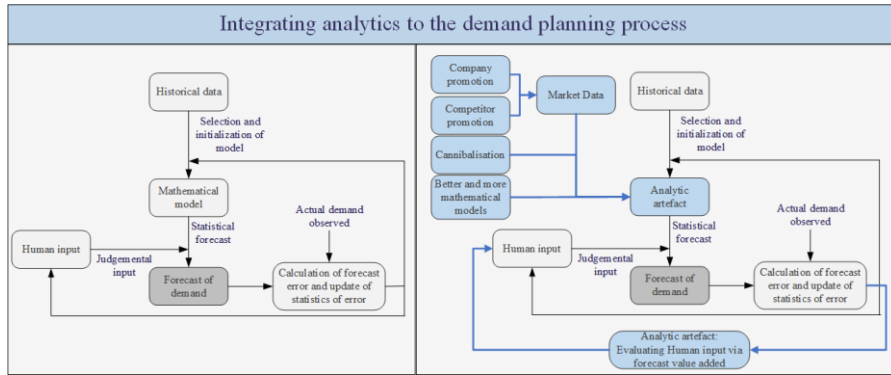 Integrating analytics to the demand planning process
Historical data
Selection and
initialization of
model
Mathematical
model
Statistical
forecast
Actual demand
observed
Human input
Judgemental
input
Forecast of
demand
Calculation of forecast
error and update of
statistics of error
Company
promotion
Competitor
promotion
Market Data
Cannibalisation
Better and more
mathematical
models
Historical data
Selection and
initialization of
model
Analytic
artefact
Statistical
forecast
Actual demand
observed
Human input
Judgemental
input
Forecast
of demand
Calculation of forecast
error and update of
statistics of error
Analytic artefact:
Evaluating Human input via
forecast value added